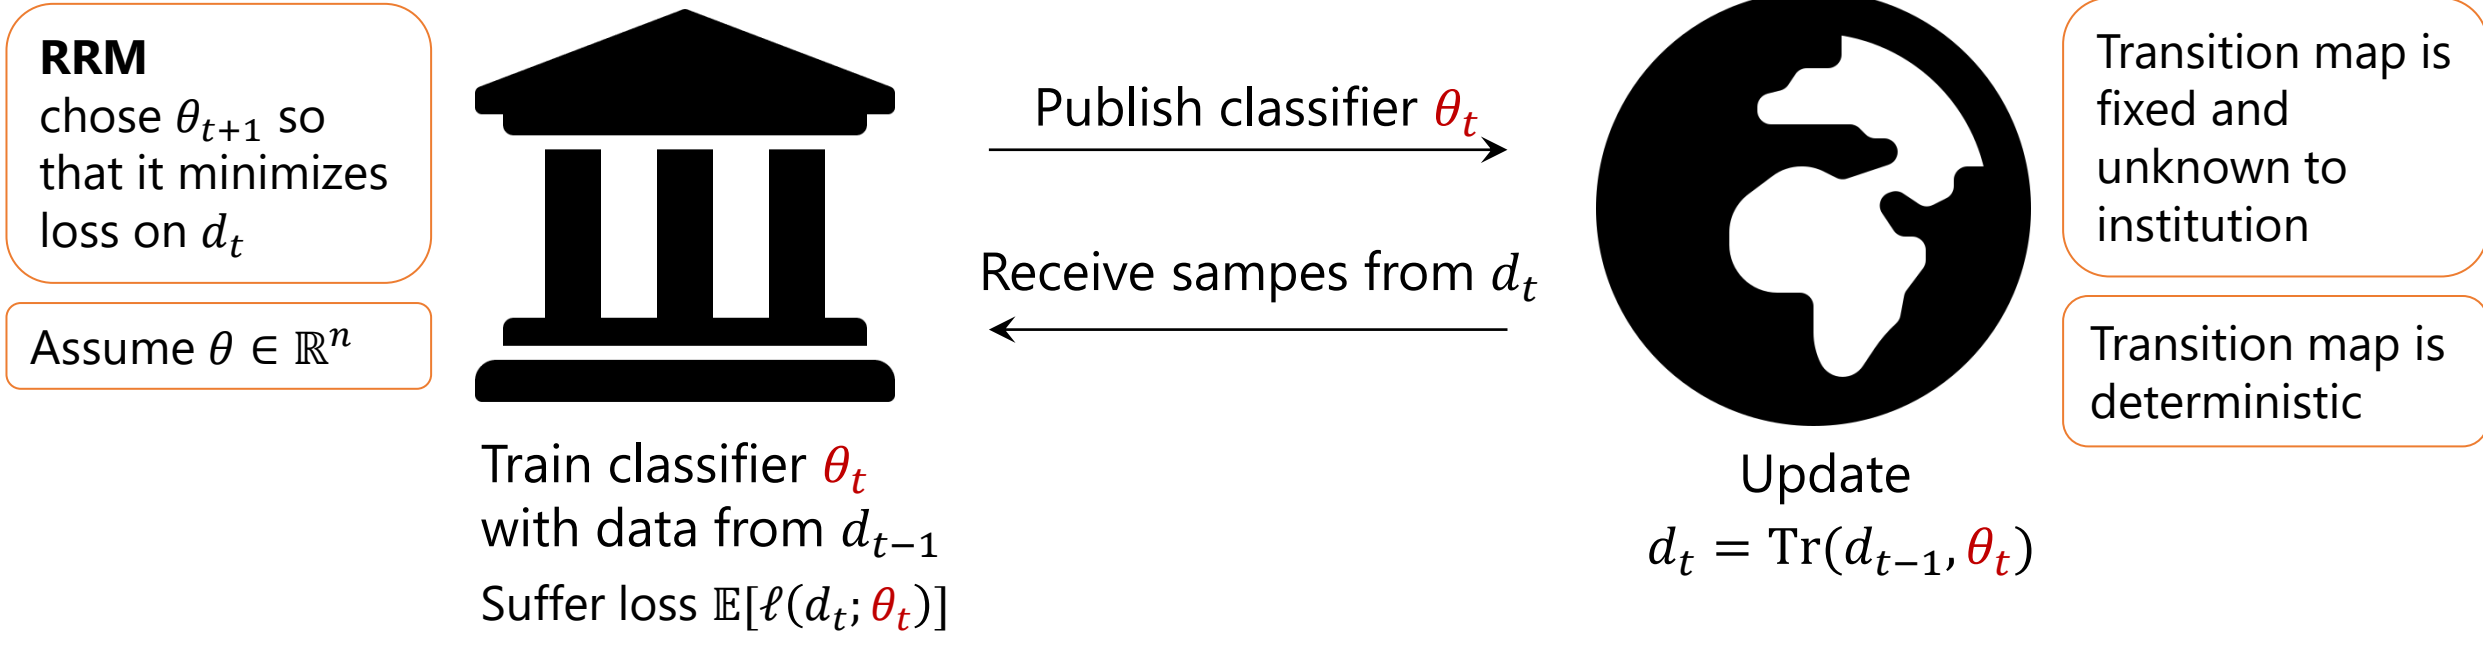 RRM
chose θ_{t+1} so
that it minimizes
loss on d_t
Assume θ ∈ ℝ^n
Train classifier θ_t
with data from d_{t−1}
Suffer loss 𝔼[ℓ(d_t; θ_t)]
Publish classifier θ_t
Receive sampes from d_t
Update
d_t = Tr(d_{t−1}, θ_t)
Transition map is
fixed and
unknown to
institution
Transition map is
deterministic